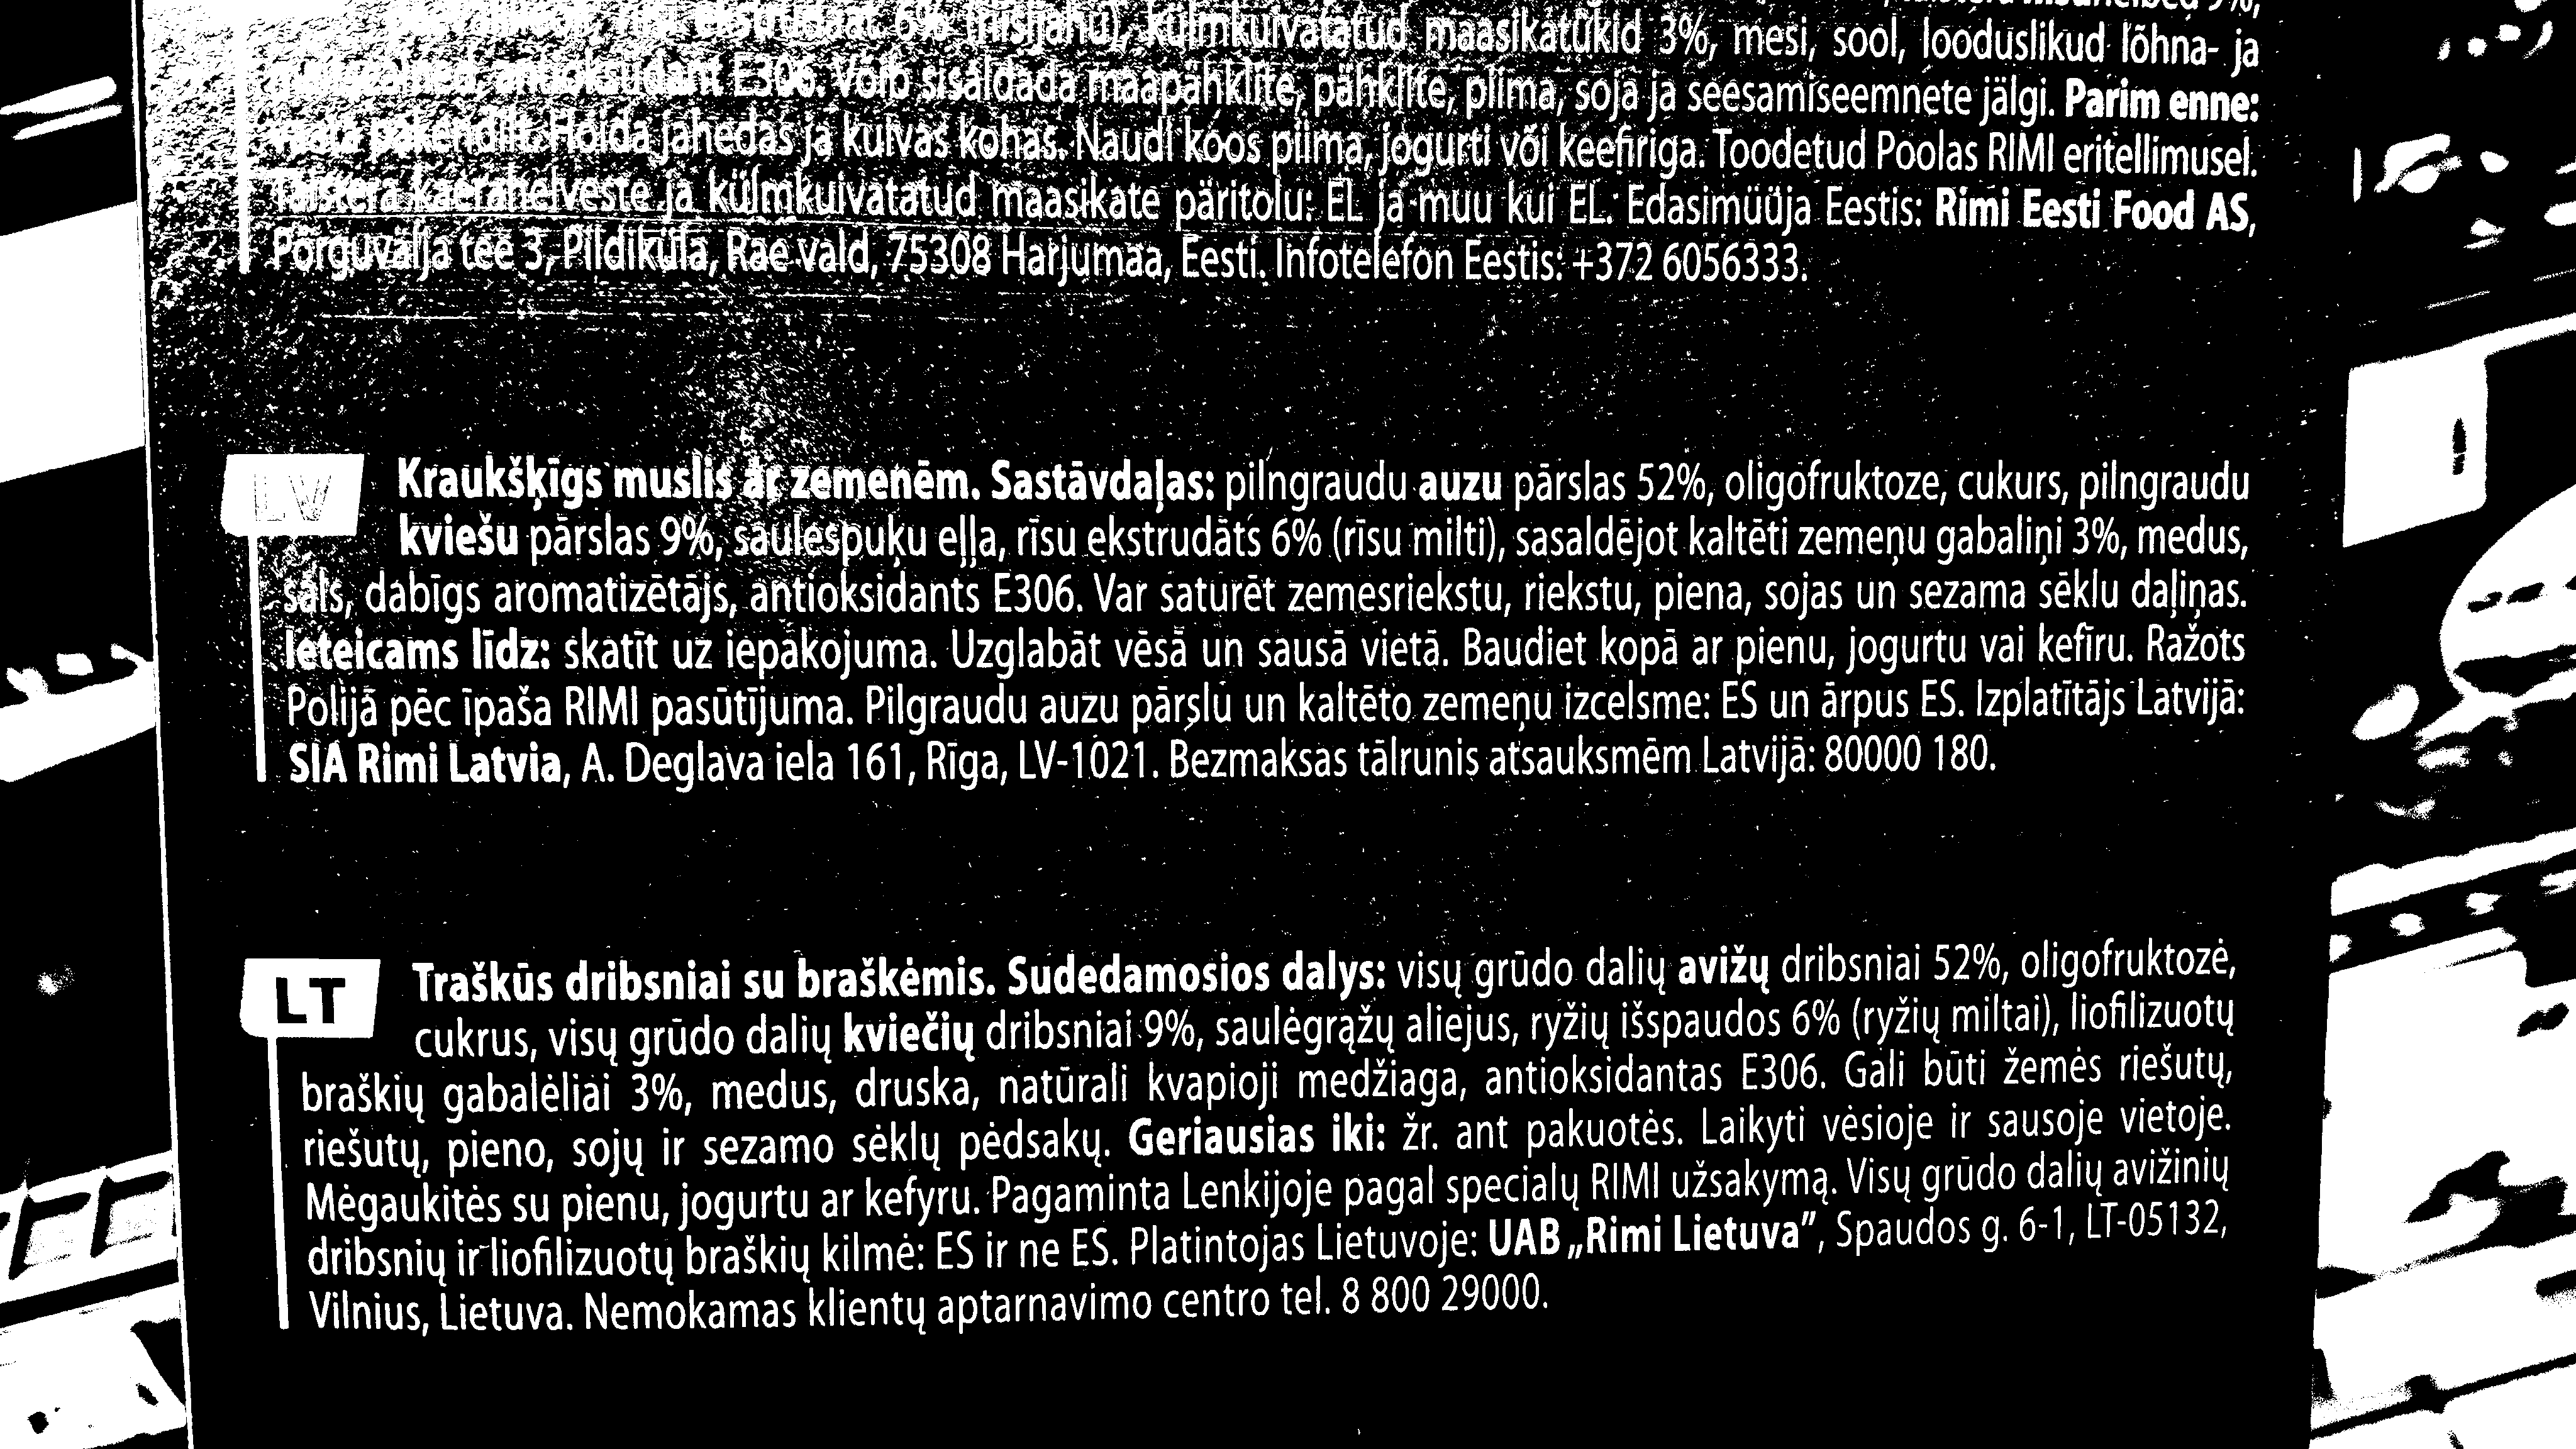 6% (riisijahu), külmkuivatatud maasikatükid 3%, mesi, sool, looduslikud lõhna- ja
antioksüdant E306. Võib sisaldada maapähklite, pähklite, piima, soja ja seesamiseemnete jälgi. Parim enne:
vaata pakendilt. Hoida jahedas ja kuivas kohas. Naudi koos piima, jogurti või keefiriga. Toodetud Poolas RIMI eritellimusel.
Täistera kaerahelveste ja külmkuivatatud maasikate päritolu: EL ja muu kui EL. Edasimüüja Eestis: Rimi Eesti Food AS,
Põrguvälja tee 3, Pildiküla, Rae vald, 75308 Harjumaa, Eesti. Infotelefon Eestis: +372 6056333.
LV Kraukšķīgs muslis ar zemenēm. Sastāvdaļas: pilngraudu auzu pārslas 52%, oligofruktoze, cukurs, pilngraudu
kviešu pārslas 9%, saulespuķu eļļa, rīsu ekstrudāts 6% (rīsu milti), sasaldējot kaltēti zemeņu gabaliņi 3%, medus,
sāls, dabīgs aromatizētājs, antioksidants E306. Var saturēt zemesriekstu, riekstu, piena, sojas un sezama sēklu daļiņas.
Ieteicams līdz: skatīt uz iepakojuma. Uzglabāt vēsā un sausā vietā. Baudiet kopā ar pienu, jogurtu vai kefīru. Ražots
Polijā pēc īpaša RIMI pasūtījuma. Pilgraudu auzu pārslu un kaltēto zemeņu izcelsme: ES un ārpus ES. Izplatītājs Latvijā:
SIA Rimi Latvia, A. Deglava iela 161, Rīga, LV-1021. Bezmaksas tālrunis atsauksmēm Latvijā: 80000 180.
LT Traškūs dribsniai su braškėmis. Sudedamosios dalys: visų grūdo dalių avižų dribsniai 52%, oligofruktozė,
cukrus, visų grūdo dalių kviečių dribsniai 9%, saulėgrąžų aliejus, ryžių išspaudos 6% (ryžių miltai), liofilizuotų
braškių gabalėliai 3%, medus, druska, natūrali kvapioji medžiaga, antioksidantas E306. Gali būti žemės riešutų,
riešutų, pieno, sojų ir sezamo sėklų pėdsakų. Geriausias iki: žr. ant pakuotės. Laikyti vėsioje ir sausoje vietoje.
Mėgaukitės su pienu, jogurtu ar kefyru. Pagaminta Lenkijoje pagal specialų RIMI užsakymą. Visų grūdo dalių avižinių
dribsnių ir liofilizuotų braškių kilmė: ES ir ne ES. Platintojas Lietuvoje: UAB „Rimi Lietuva”, Spaudos g. 6-1, LT-05132,
Vilnius, Lietuva. Nemokamas klientų aptarnavimo centro tel. 8 800 29000.